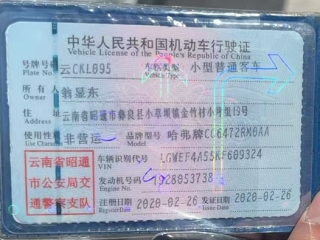 中华人民共和国机动车行驶证
Vehicle License of the People's Republic of China
号牌号码 云CKL095 车辆类型 小型普通客车
Plate No. Vehicle Type
所有人 翁显东
Owner
住址 云南省昭通市彝良县小草坝镇金竹村小湾组19号
Address
使用性质 非营运 品牌型号 哈弗牌CC6472RM0AA
Use Character
云南省昭通
市公安局交
通警察支队
车辆识别代号 LGWEF4A55KF609324
VIN
发动机号码 1928053738
Engine No.
注册日期 2020-02-26 发证日期 2020-02-26
Register Date Issue Date